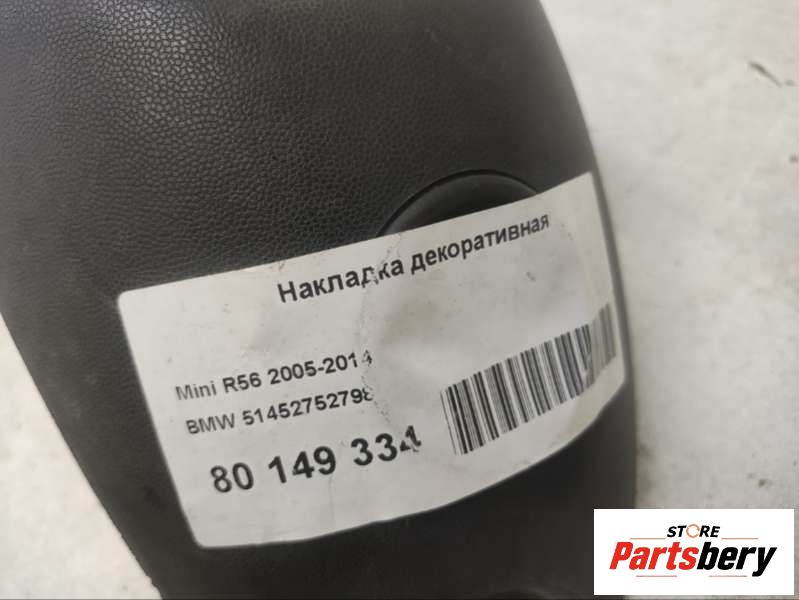 Накладка декоративная
Mini R56 2005-2014
BMW 51452752798
80 149 334
STORE
Partsbery